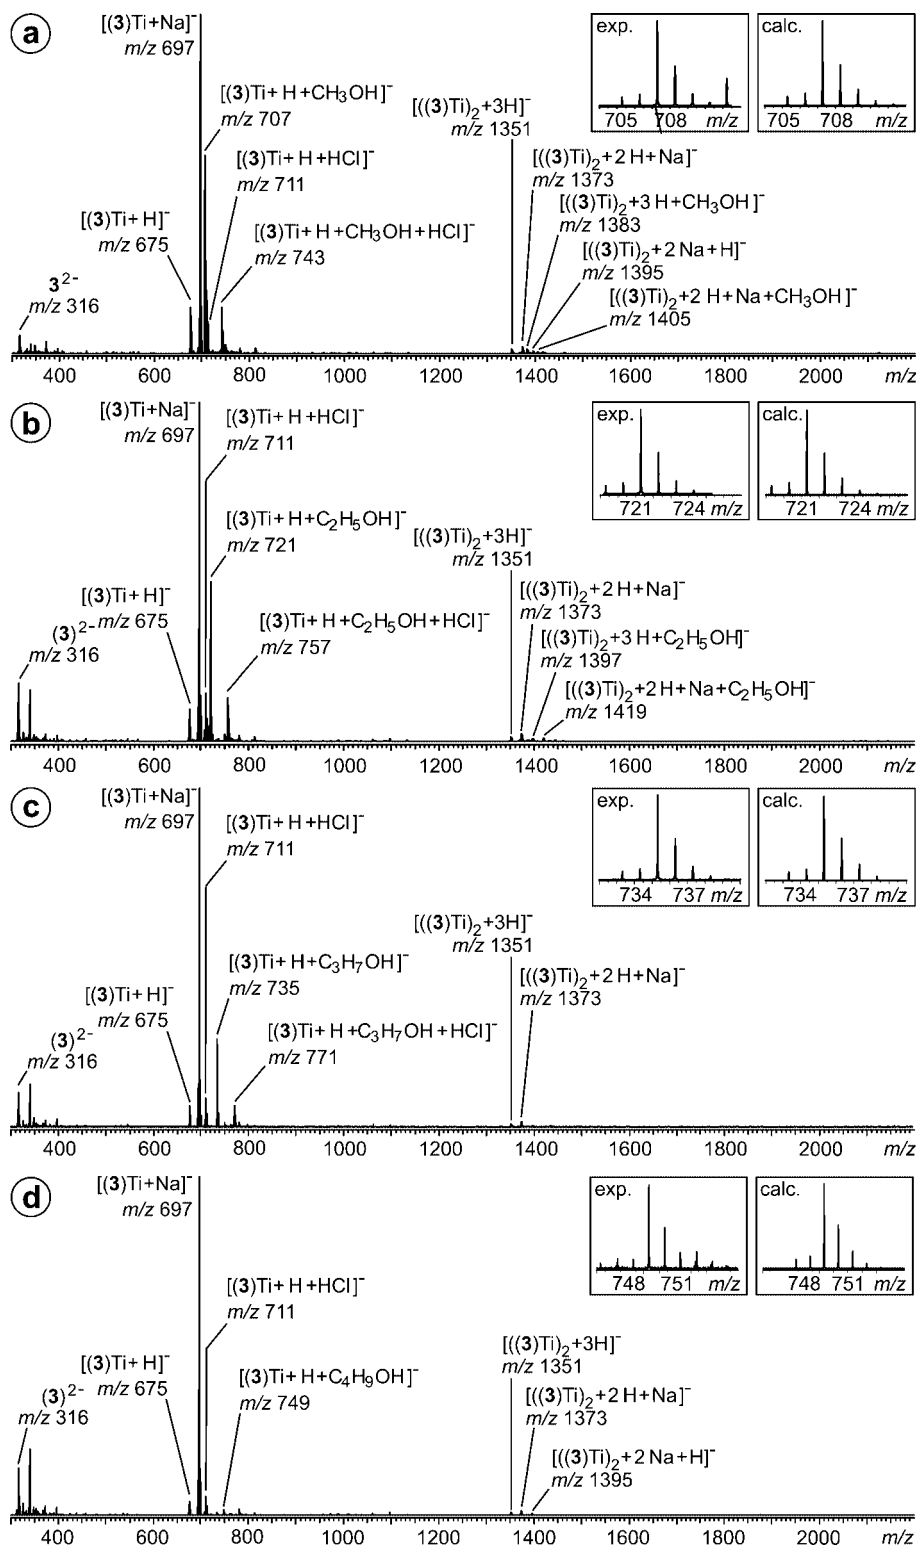 a
[(3)Ti+Na]⁻
m/z 697
[(3)Ti+H+CH₃OH]⁻
m/z 707
[(3)Ti+H+HCl]⁻
m/z 711
[(3)Ti+H]⁻
m/z 675
[(3)Ti+H+CH₃OH+HCl]⁻
m/z 743
3²⁻
m/z 316
[((3)Ti)₂+3H]⁻
m/z 1351
[((3)Ti)₂+2H+Na]⁻
m/z 1373
[((3)Ti)₂+3H+CH₃OH]⁻
m/z 1383
[((3)Ti)₂+2Na+H]⁻
m/z 1395
[((3)Ti)₂+2H+Na+CH₃OH]⁻
m/z 1405
exp.
705 708 m/z
calc.
705 708 m/z
400 600 800 1000 1200 1400 1600 1800 2000 m/z
b
[(3)Ti+Na]⁻
m/z 697
[(3)Ti+H+HCl]⁻
m/z 711
[(3)Ti+H+C₂H₅OH]⁻
m/z 721
[(3)Ti+H]⁻
m/z 675
(3)²⁻
m/z 316
[(3)Ti+H+C₂H₅OH+HCl]⁻
m/z 757
[((3)Ti)₂+3H]⁻
m/z 1351
[((3)Ti)₂+2H+Na]⁻
m/z 1373
[((3)Ti)₂+3H+C₂H₅OH]⁻
m/z 1397
[((3)Ti)₂+2H+Na+C₂H₅OH]⁻
m/z 1419
exp.
721 724 m/z
calc.
721 724 m/z
400 600 800 1000 1200 1400 1600 1800 2000 m/z
c
[(3)Ti+Na]⁻
m/z 697
[(3)Ti+H+HCl]⁻
m/z 711
[(3)Ti+H+C₃H₇OH]⁻
m/z 735
[(3)Ti+H]⁻
m/z 675
(3)²⁻
m/z 316
[(3)Ti+H+C₃H₇OH+HCl]⁻
m/z 771
[((3)Ti)₂+3H]⁻
m/z 1351
[((3)Ti)₂+2H+Na]⁻
m/z 1373
exp.
734 737 m/z
calc.
734 737 m/z
400 600 800 1000 1200 1400 1600 1800 2000 m/z
d
[(3)Ti+Na]⁻
m/z 697
[(3)Ti+H+HCl]⁻
m/z 711
[(3)Ti+H]⁻
m/z 675
[(3)Ti+H+C₄H₉OH]⁻
m/z 749
(3)²⁻
m/z 316
[((3)Ti)₂+3H]⁻
m/z 1351
[((3)Ti)₂+2H+Na]⁻
m/z 1373
[((3)Ti)₂+2Na+H]⁻
m/z 1395
exp.
748 751 m/z
calc.
748 751 m/z
400 600 800 1000 1200 1400 1600 1800 2000 m/z